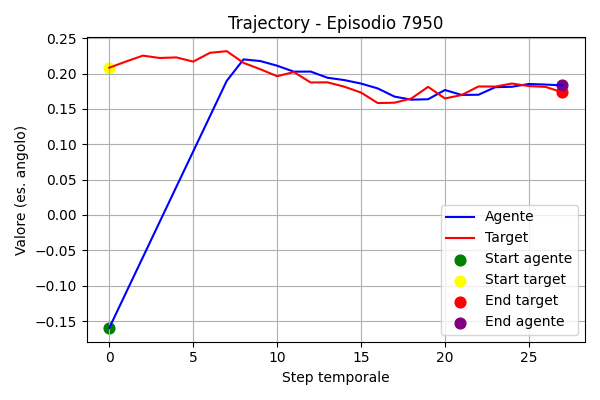 Trajectory - Episodio 7950
Valore (es. angolo)
0.25
0.20
0.15
0.10
0.05
0.00
−0.05
−0.10
−0.15
Agente
Target
Start agente
Start target
End target
End agente
0 5 10 15 20 25
Step temporale